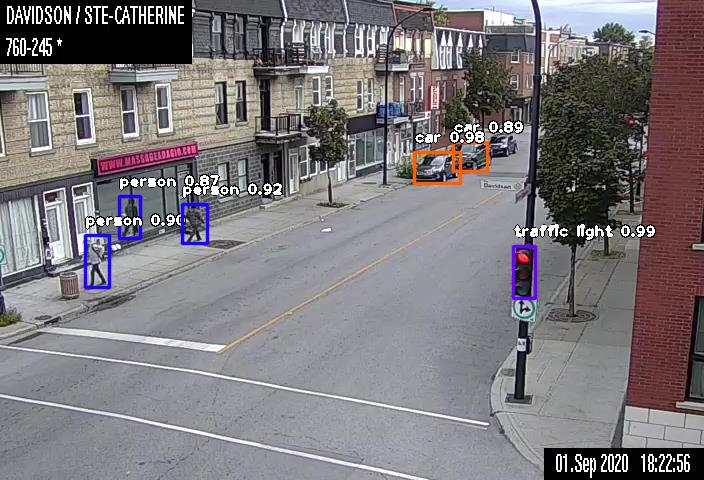 DAVIDSON / STE-CATHERINE
760-245 *
car 0.89
car 0.98
person 0.87
person 0.92
WWW.MASSAGEADAGIO.COM
Davidson
person 0.90
traffic light 0.99
01.Sep 2020 18:22:56